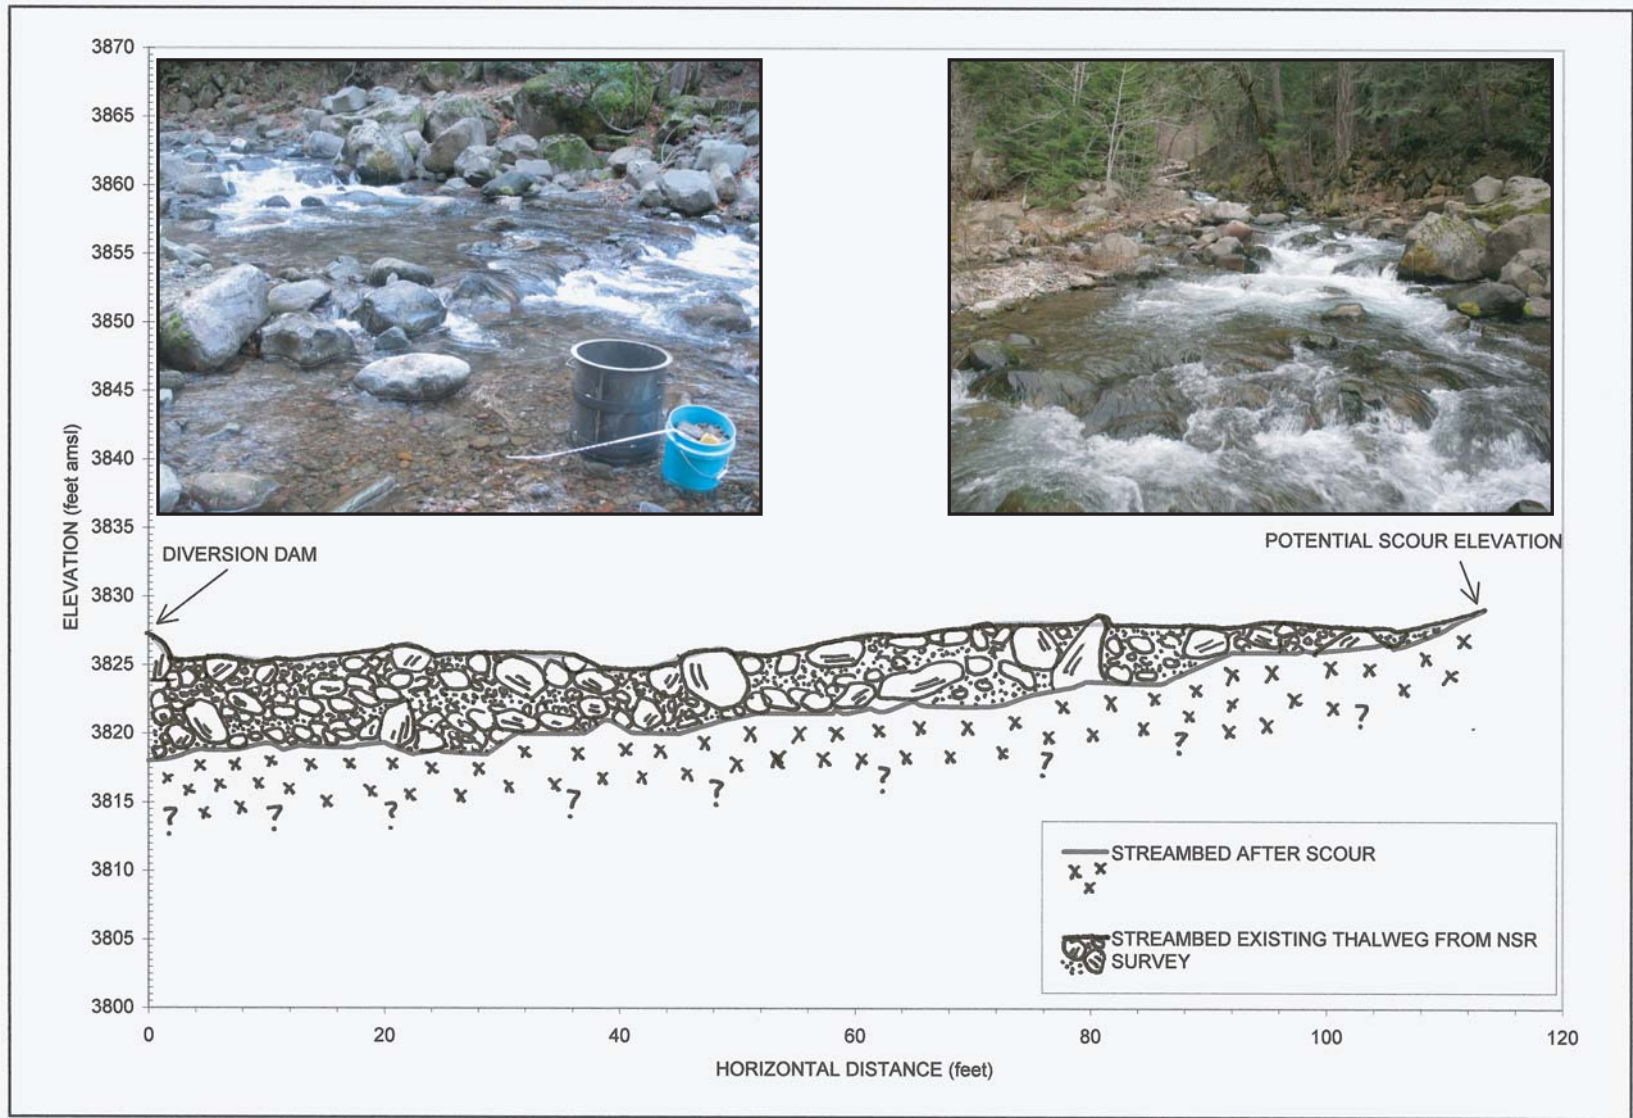 3870
3865
3860
3855
3850
3845
3840
3835
3830
3825
3820
3815
3810
3805
3800
ELEVATION (feet amsl)
DIVERSION DAM
POTENTIAL SCOUR ELEVATION
? ? ? ? ? ? ? ? ?
STREAMBED AFTER SCOUR
STREAMBED EXISTING THALWEG FROM NSR
SURVEY
0 20 40 60 80 100 120
HORIZONTAL DISTANCE (feet)